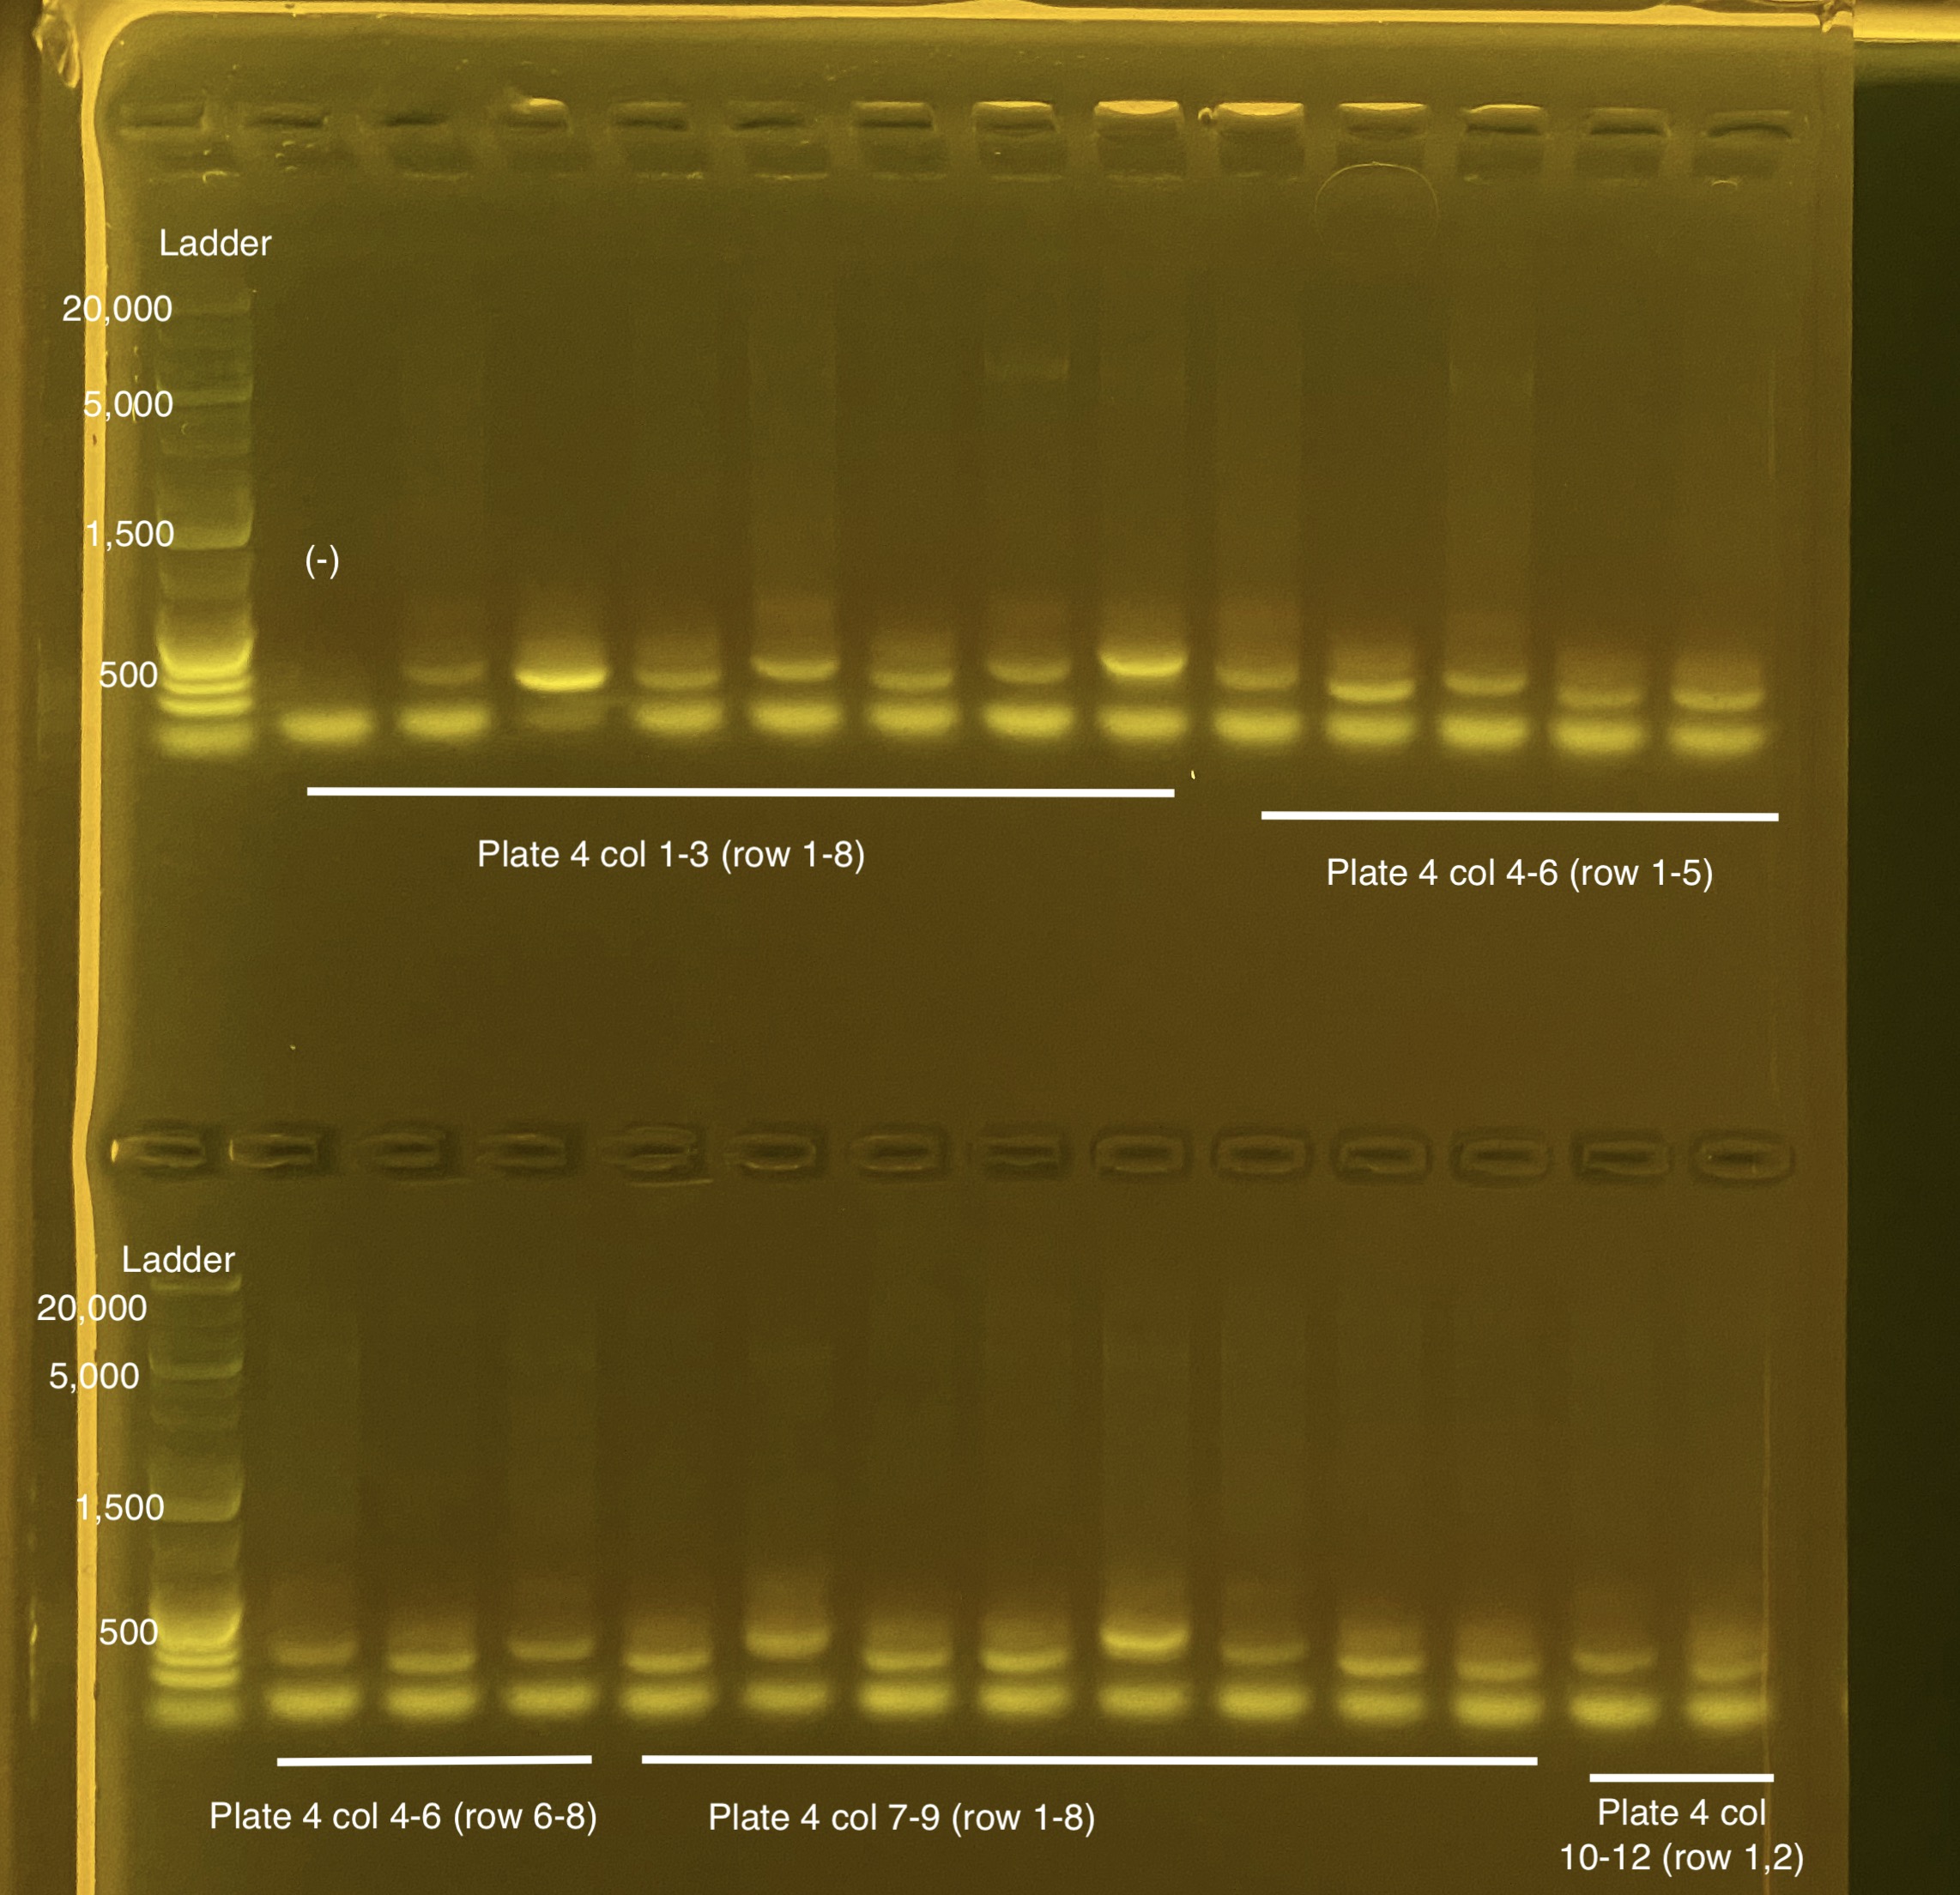 Ladder
20,000
5,000
1,500
(-)
500
Plate 4 col 1-3 (row 1-8)
Plate 4 col 4-6 (row 1-5)
Ladder
20,000
5,000
1,500
500
Plate 4 col 4-6 (row 6-8)
Plate 4 col 7-9 (row 1-8)
Plate 4 col
10-12 (row 1,2)